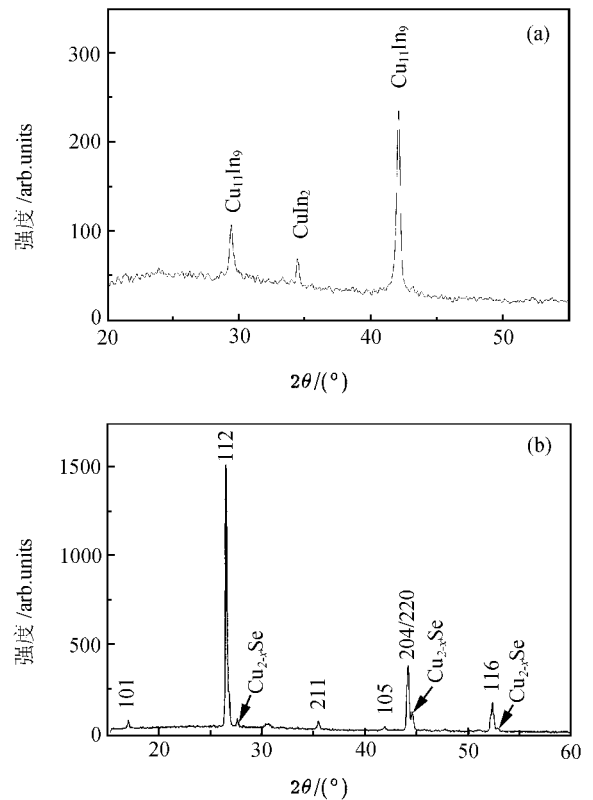 (a)
300
200
100
0
强度 /arb.units
Cu₁₁In₉
CuIn₂
Cu₁₁In₉
20 30 40 50
2θ/(°)
(b)
1500
1000
500
0
强度 /arb.units
101
112
Cu₂₋ₓSe
211
105
204/220
Cu₂₋ₓSe
116
Cu₂₋ₓSe
20 30 40 50 60
2θ/(°)